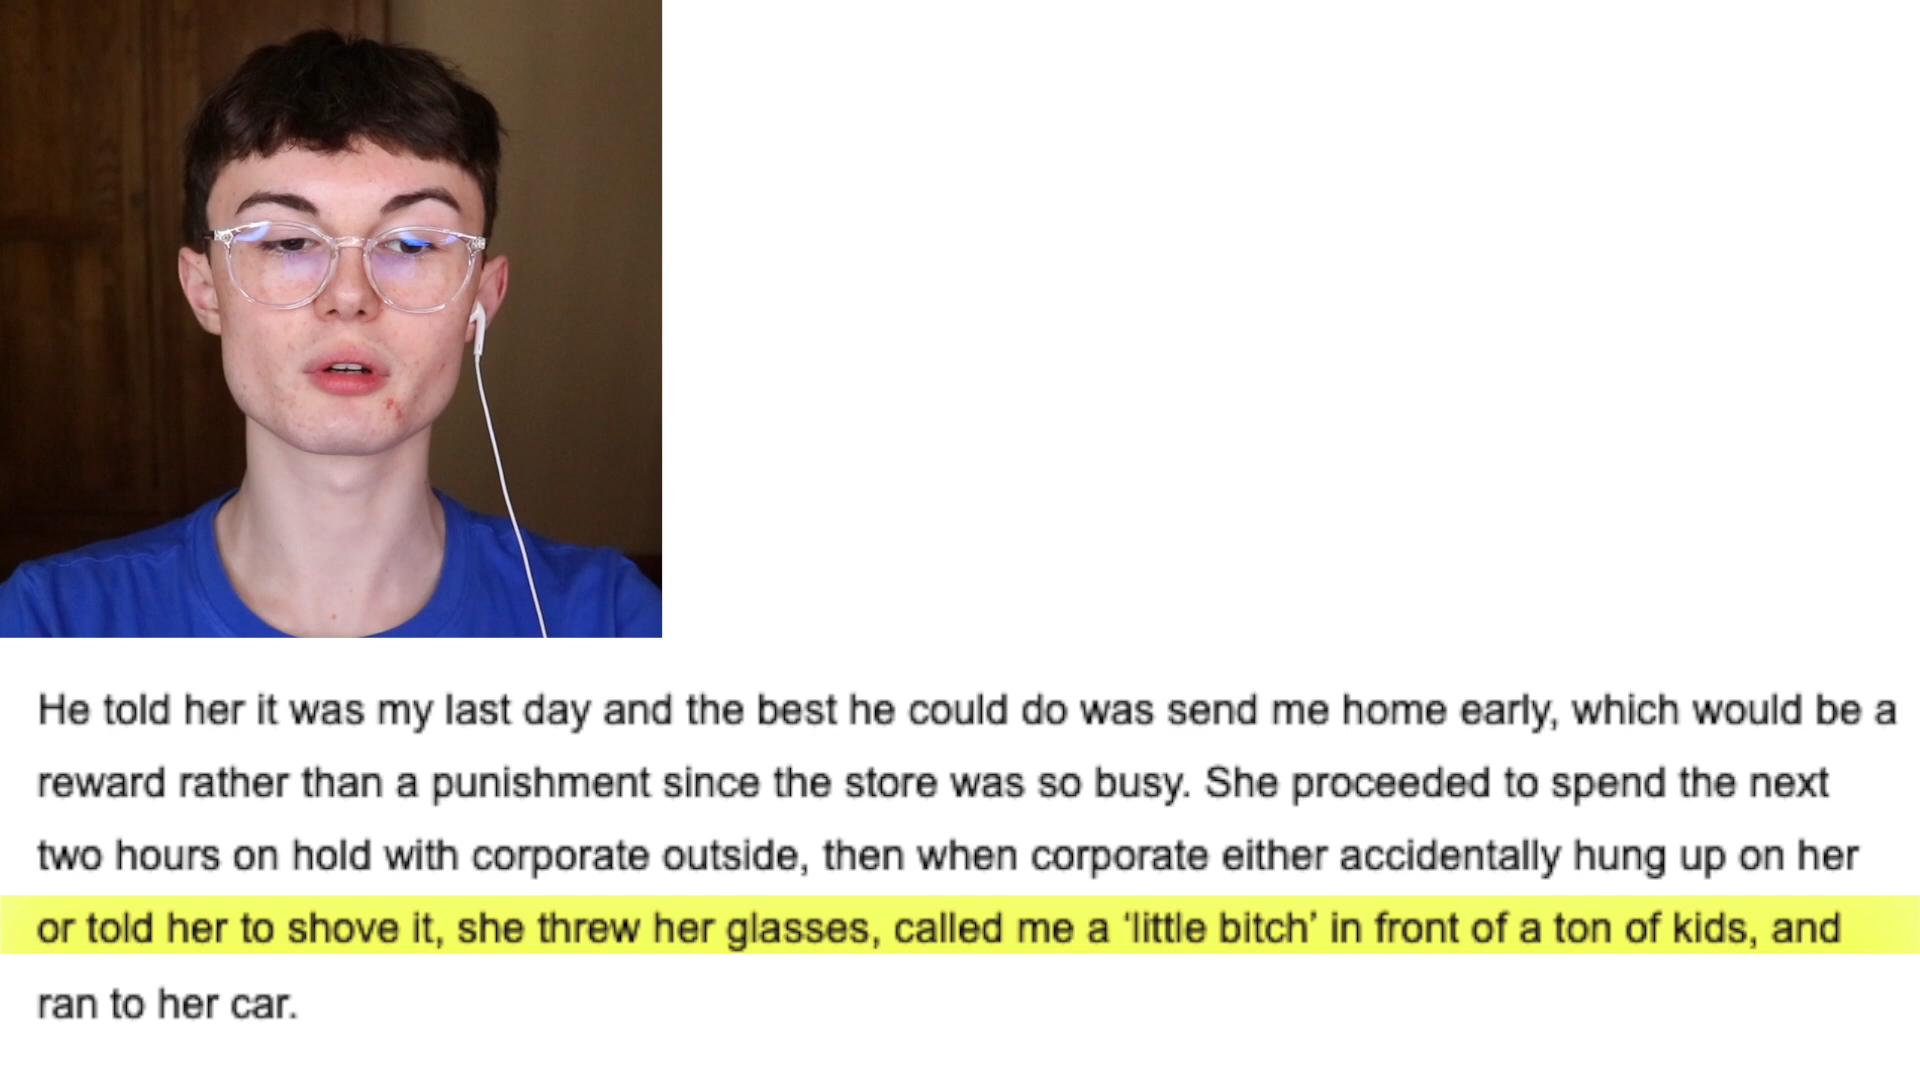 He told her it was my last day and the best he could do was send me home early, which would be a
reward rather than a punishment since the store was so busy. She proceeded to spend the next
two hours on hold with corporate outside, then when corporate either accidentally hung up on her
or told her to shove it, she threw her glasses, called me a ‘little bitch’ in front of a ton of kids, and
ran to her car.